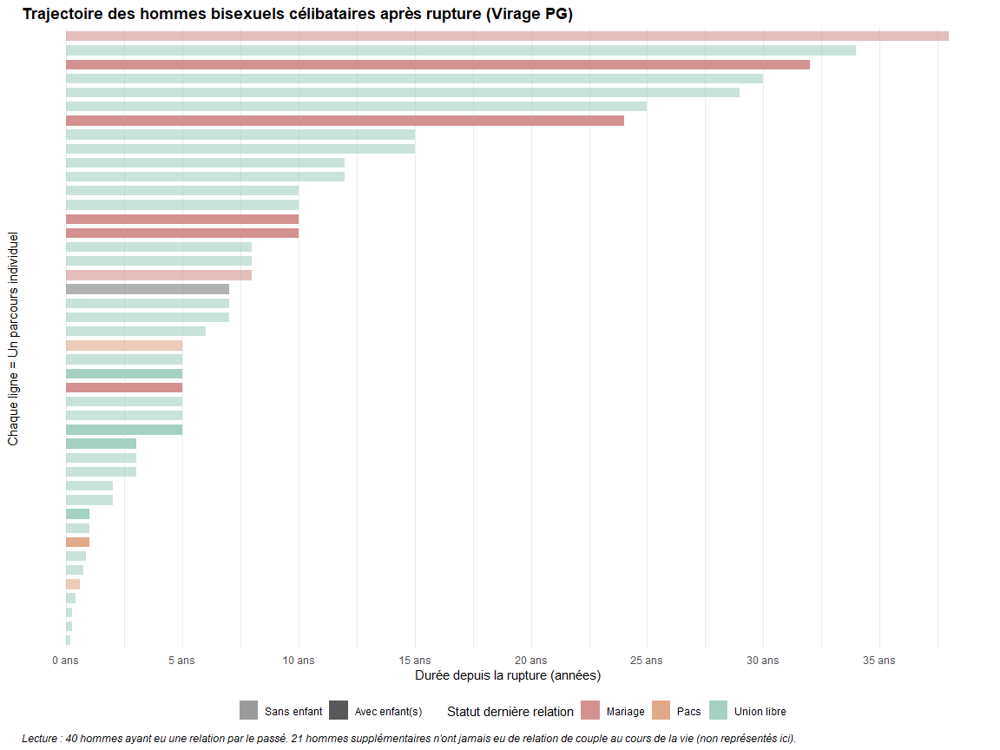 Trajectoire des hommes bisexuels célibataires après rupture (Virage PG)
Chaque ligne = Un parcours individuel
0 ans 5 ans 10 ans 15 ans 20 ans 25 ans 30 ans 35 ans
Durée depuis la rupture (années)
Sans enfant Avec enfant(s) Statut dernière relation Mariage Pacs Union libre
Lecture : 40 hommes ayant eu une relation par le passé. 21 hommes supplémentaires n'ont jamais eu de relation de couple au cours de la vie (non représentés ici).